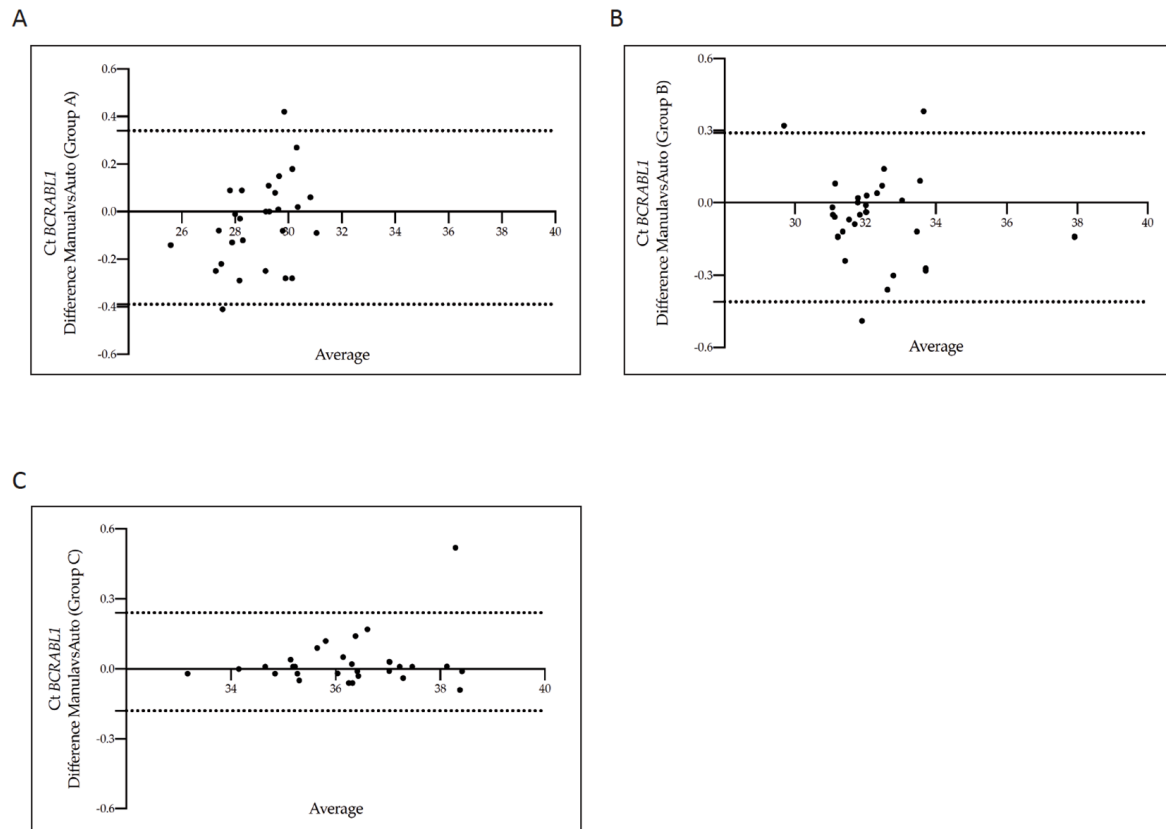 A
Ct BCRABL1
Difference ManualvsAuto (Group A)
0.6
0.4
0.2
0.0
-0.2
-0.4
-0.6
26 28 30 32 34 36 38 40
Average
B
Ct BCRABL1
Difference ManulavsAuto (Group B)
0.6
0.3
0.0
-0.3
-0.6
30 32 34 36 38 40
Average
C
Ct BCRABL1
Difference ManulavsAuto (Group C)
0.6
0.3
0.0
-0.3
-0.6
34 36 38 40
Average